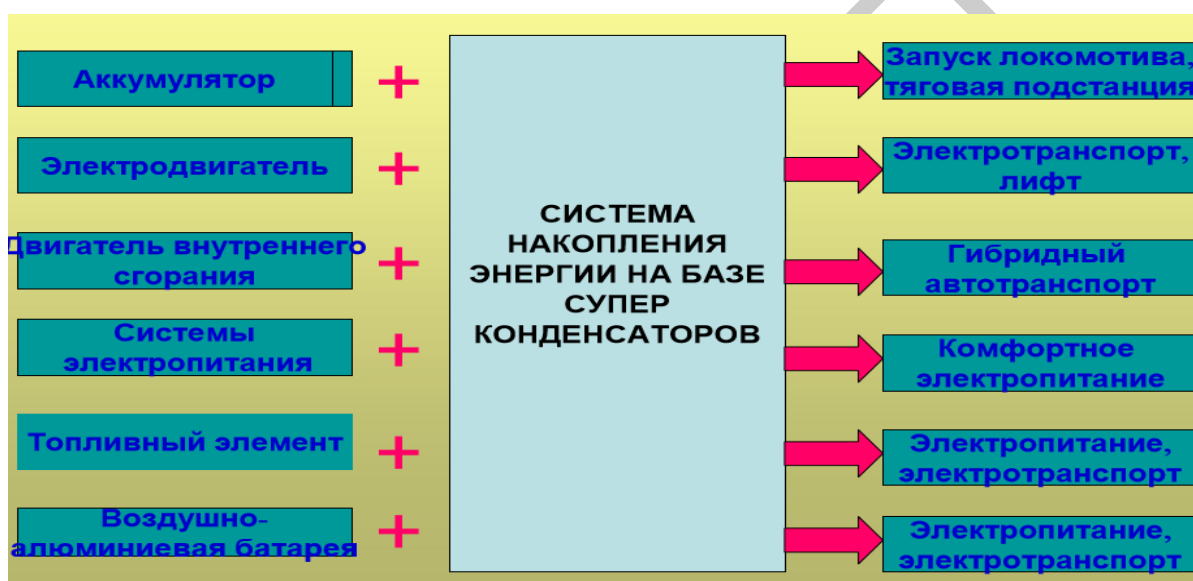 Аккумулятор
Электродвигатель
Двигатель внутреннего
сгорания
Системы
электропитания
Топливный элемент
Воздушно-
алюминиевая батарея
+
+
+
+
+
+
СИСТЕМА
НАКОПЛЕНИЯ
ЭНЕРГИИ НА БАЗЕ
СУПЕР
КОНДЕНСАТОРОВ
Запуск локомотива,
тяговая подстанция
Электротранспорт,
лифт
Гибридный
автотранспорт
Комфортное
электропитание
Электропитание,
электротранспорт
Электропитание,
электротранспорт